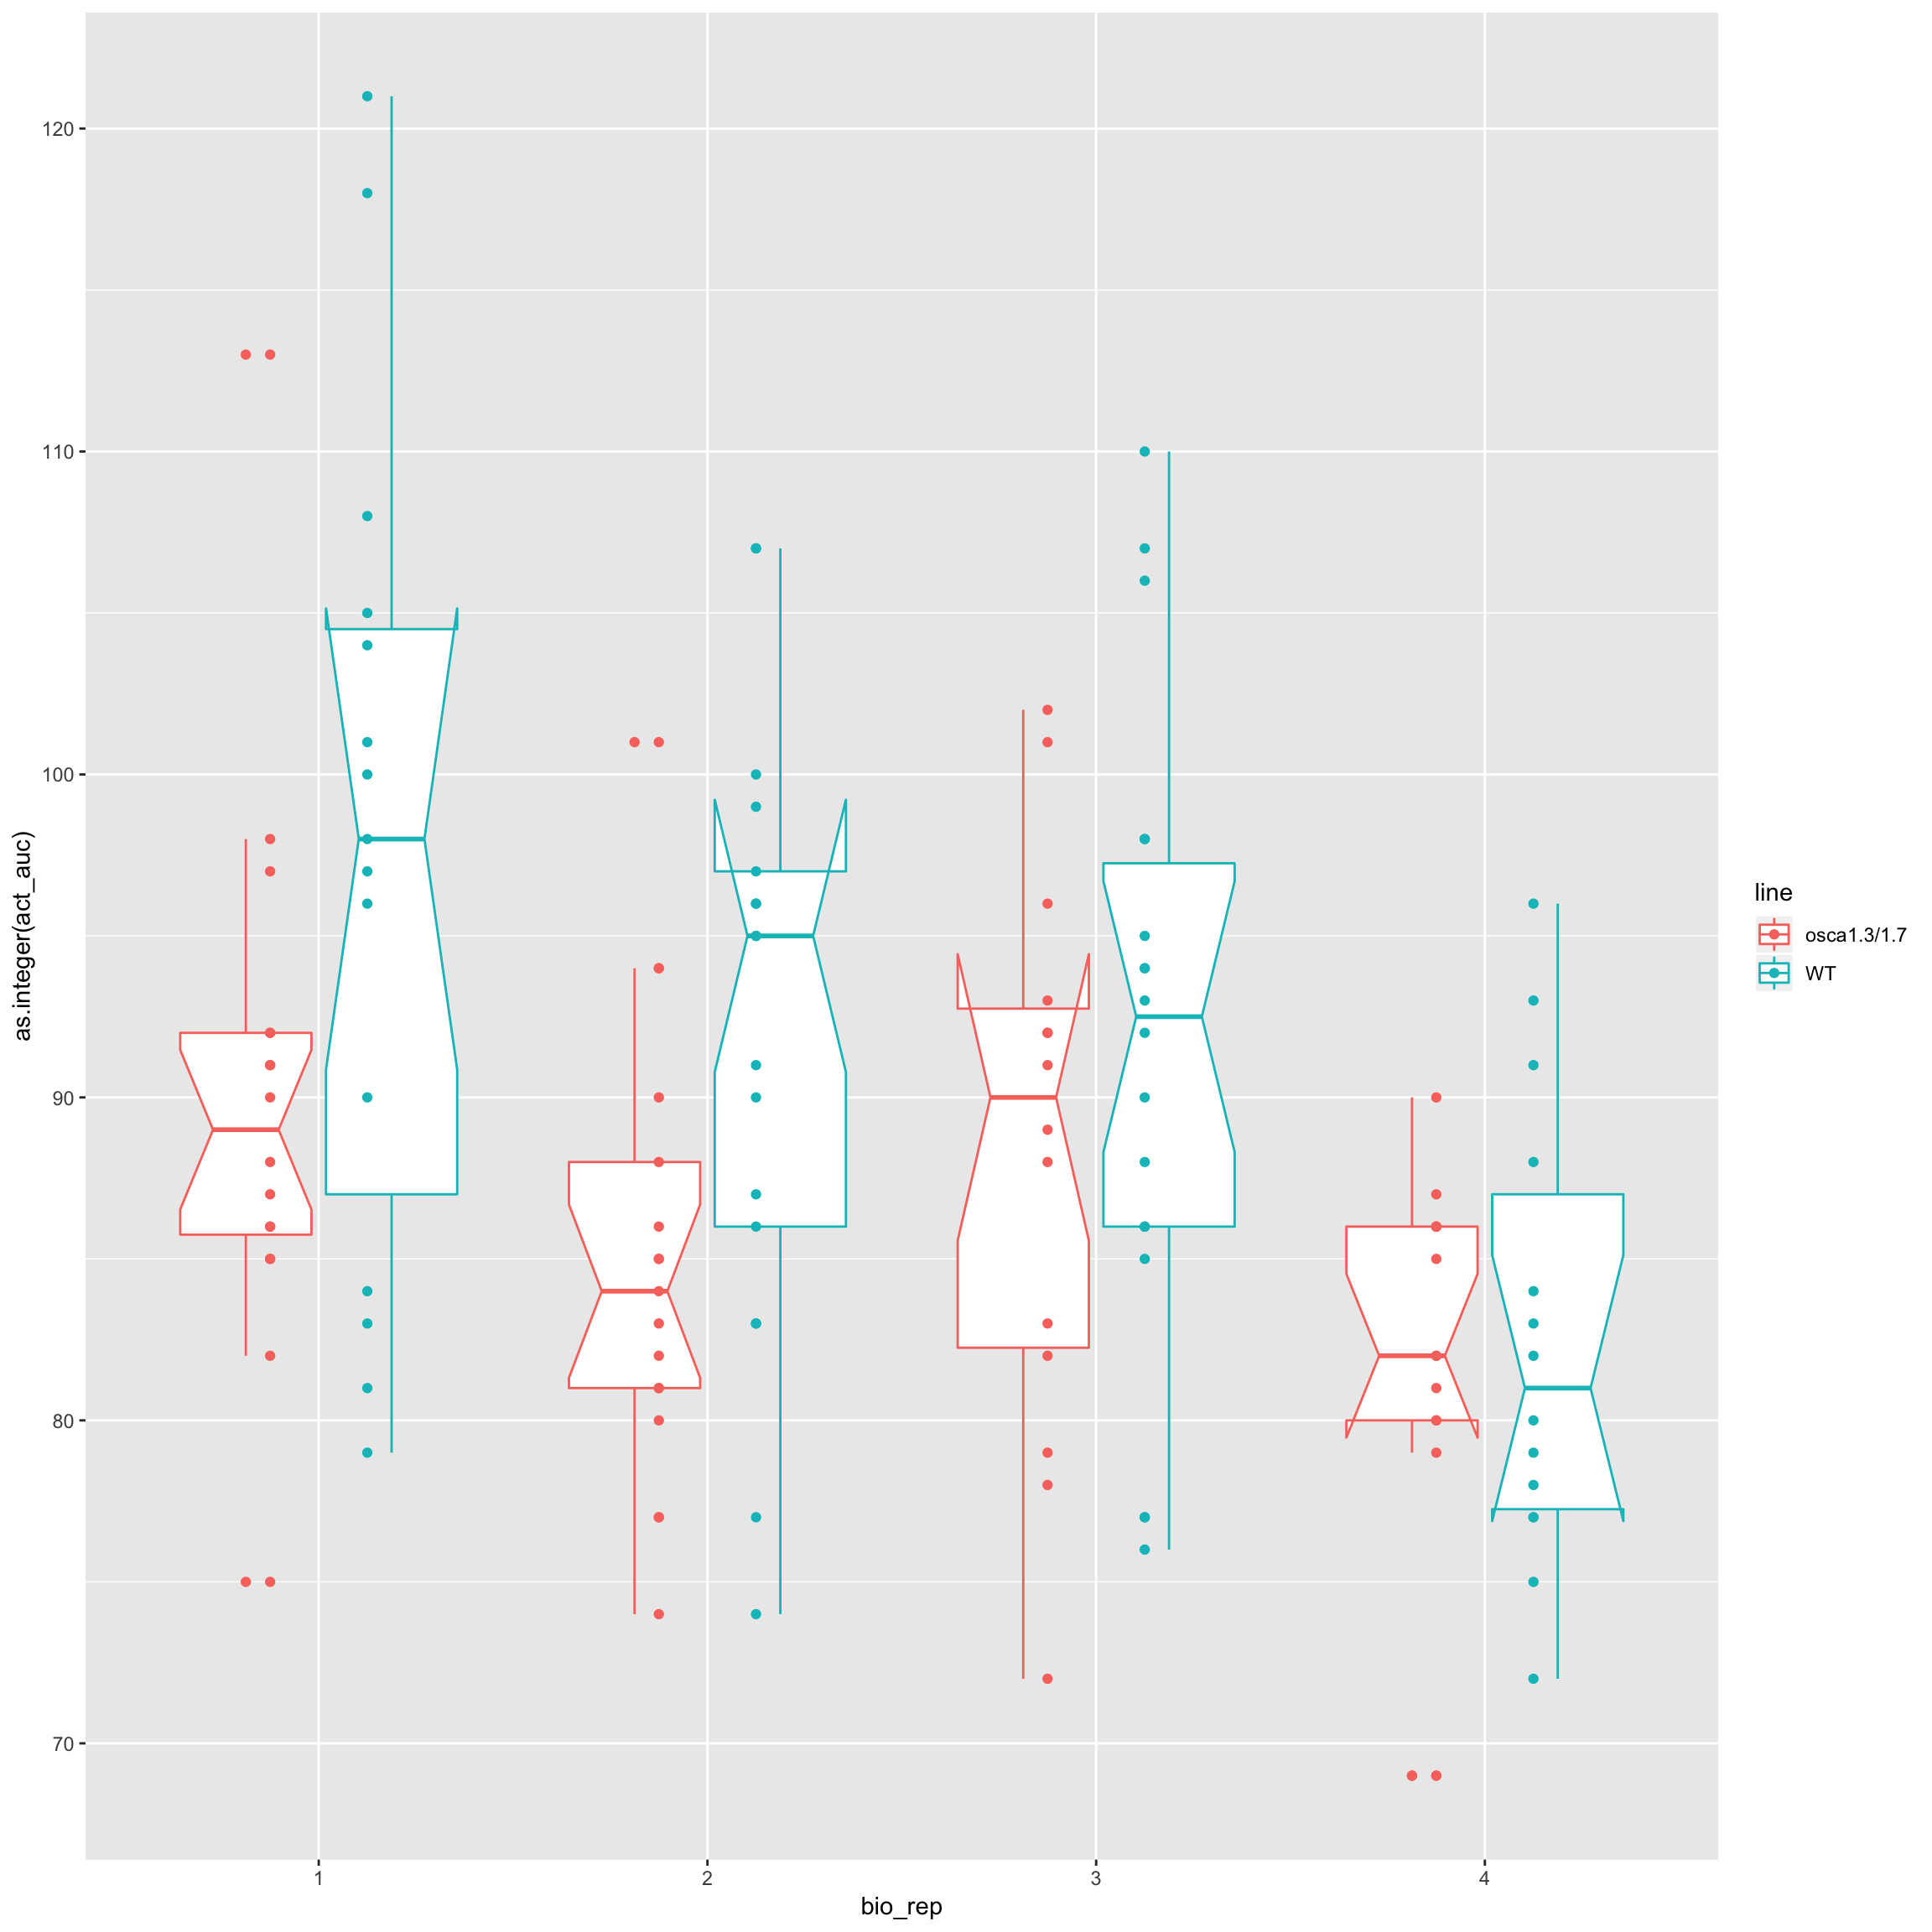 as.integer(act_auc)
120
110
100
90
80
70
1
2
3
4
bio_rep
line
osca1.3/1.7
WT